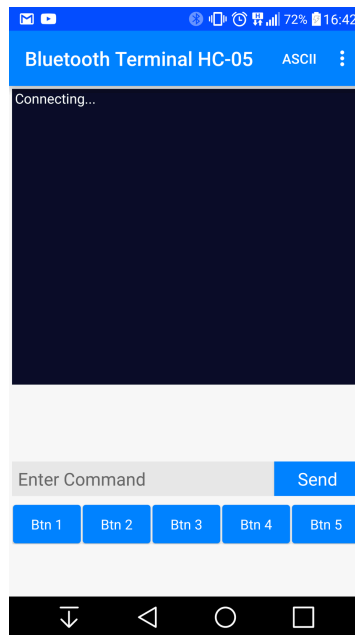 72% 16:42
Bluetooth Terminal HC-05 ASCII
Connecting...
Enter Command Send
Btn 1 Btn 2 Btn 3 Btn 4 Btn 5